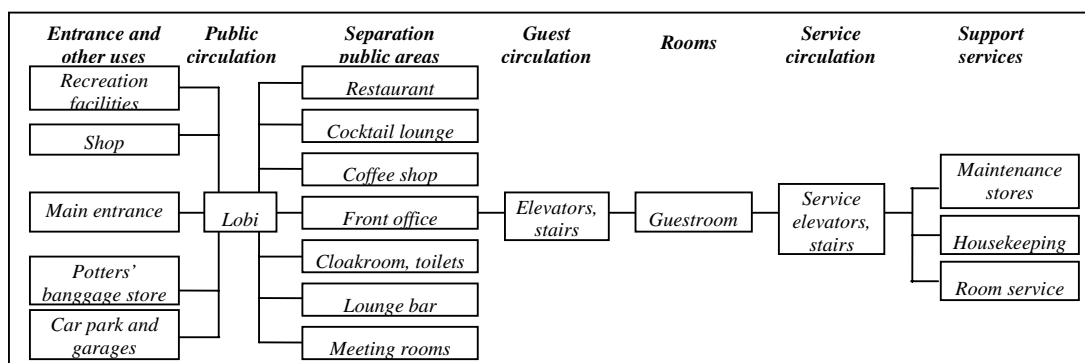 Entrance and
other uses
Public
circulation
Separation
public areas
Guest
circulation
Rooms
Service
circulation
Support
services
Recreation
facilities
Shop
Main entrance
Potters’
banggage store
Car park and
garages
Lobi
Restaurant
Cocktail lounge
Coffee shop
Front office
Cloakroom, toilets
Lounge bar
Meeting rooms
Elevators,
stairs
Guestroom
Service
elevators,
stairs
Maintenance
stores
Housekeeping
Room service